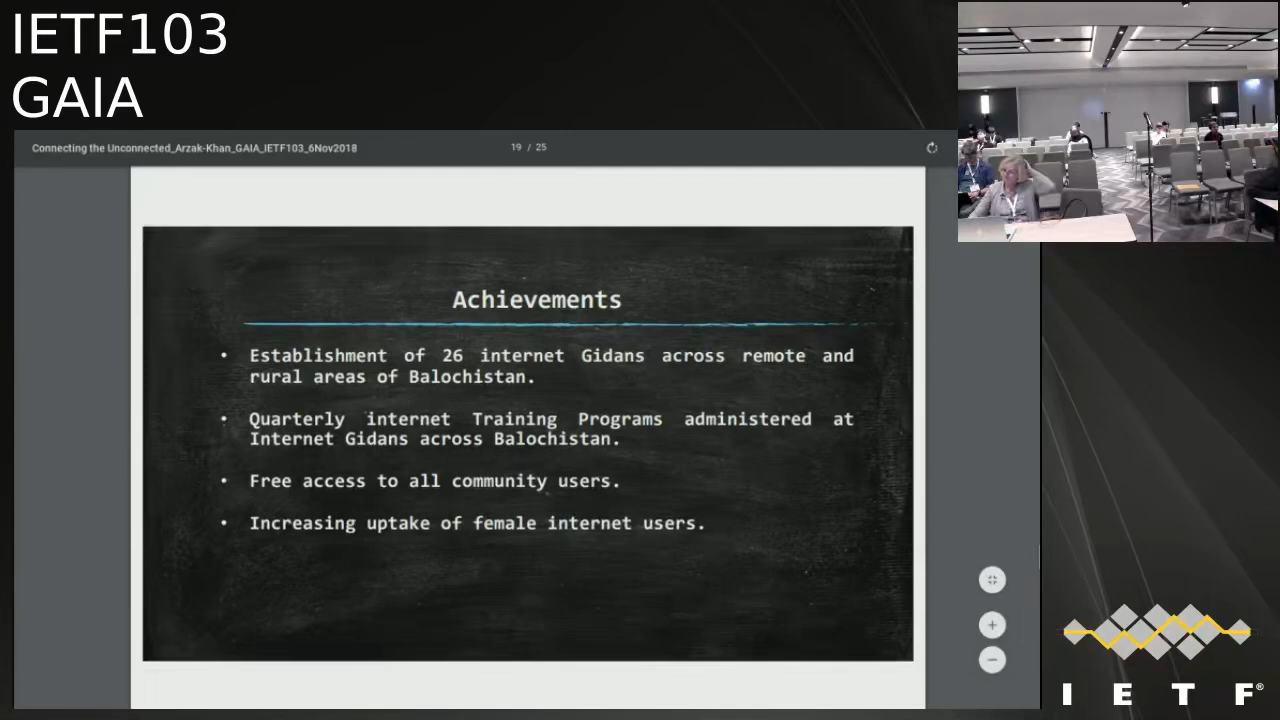 IETF103
GAIA
Connecting the Unconnected_Arzak-Khan_GAIA_IETF103_6Nov2018
19 / 25
Achievements
• Establishment of 26 internet Gidans across remote and
rural areas of Balochistan.
• Quarterly internet Training Programs administered at
Internet Gidans across Balochistan.
• Free access to all community users.
• Increasing uptake of female internet users.
I E T F®